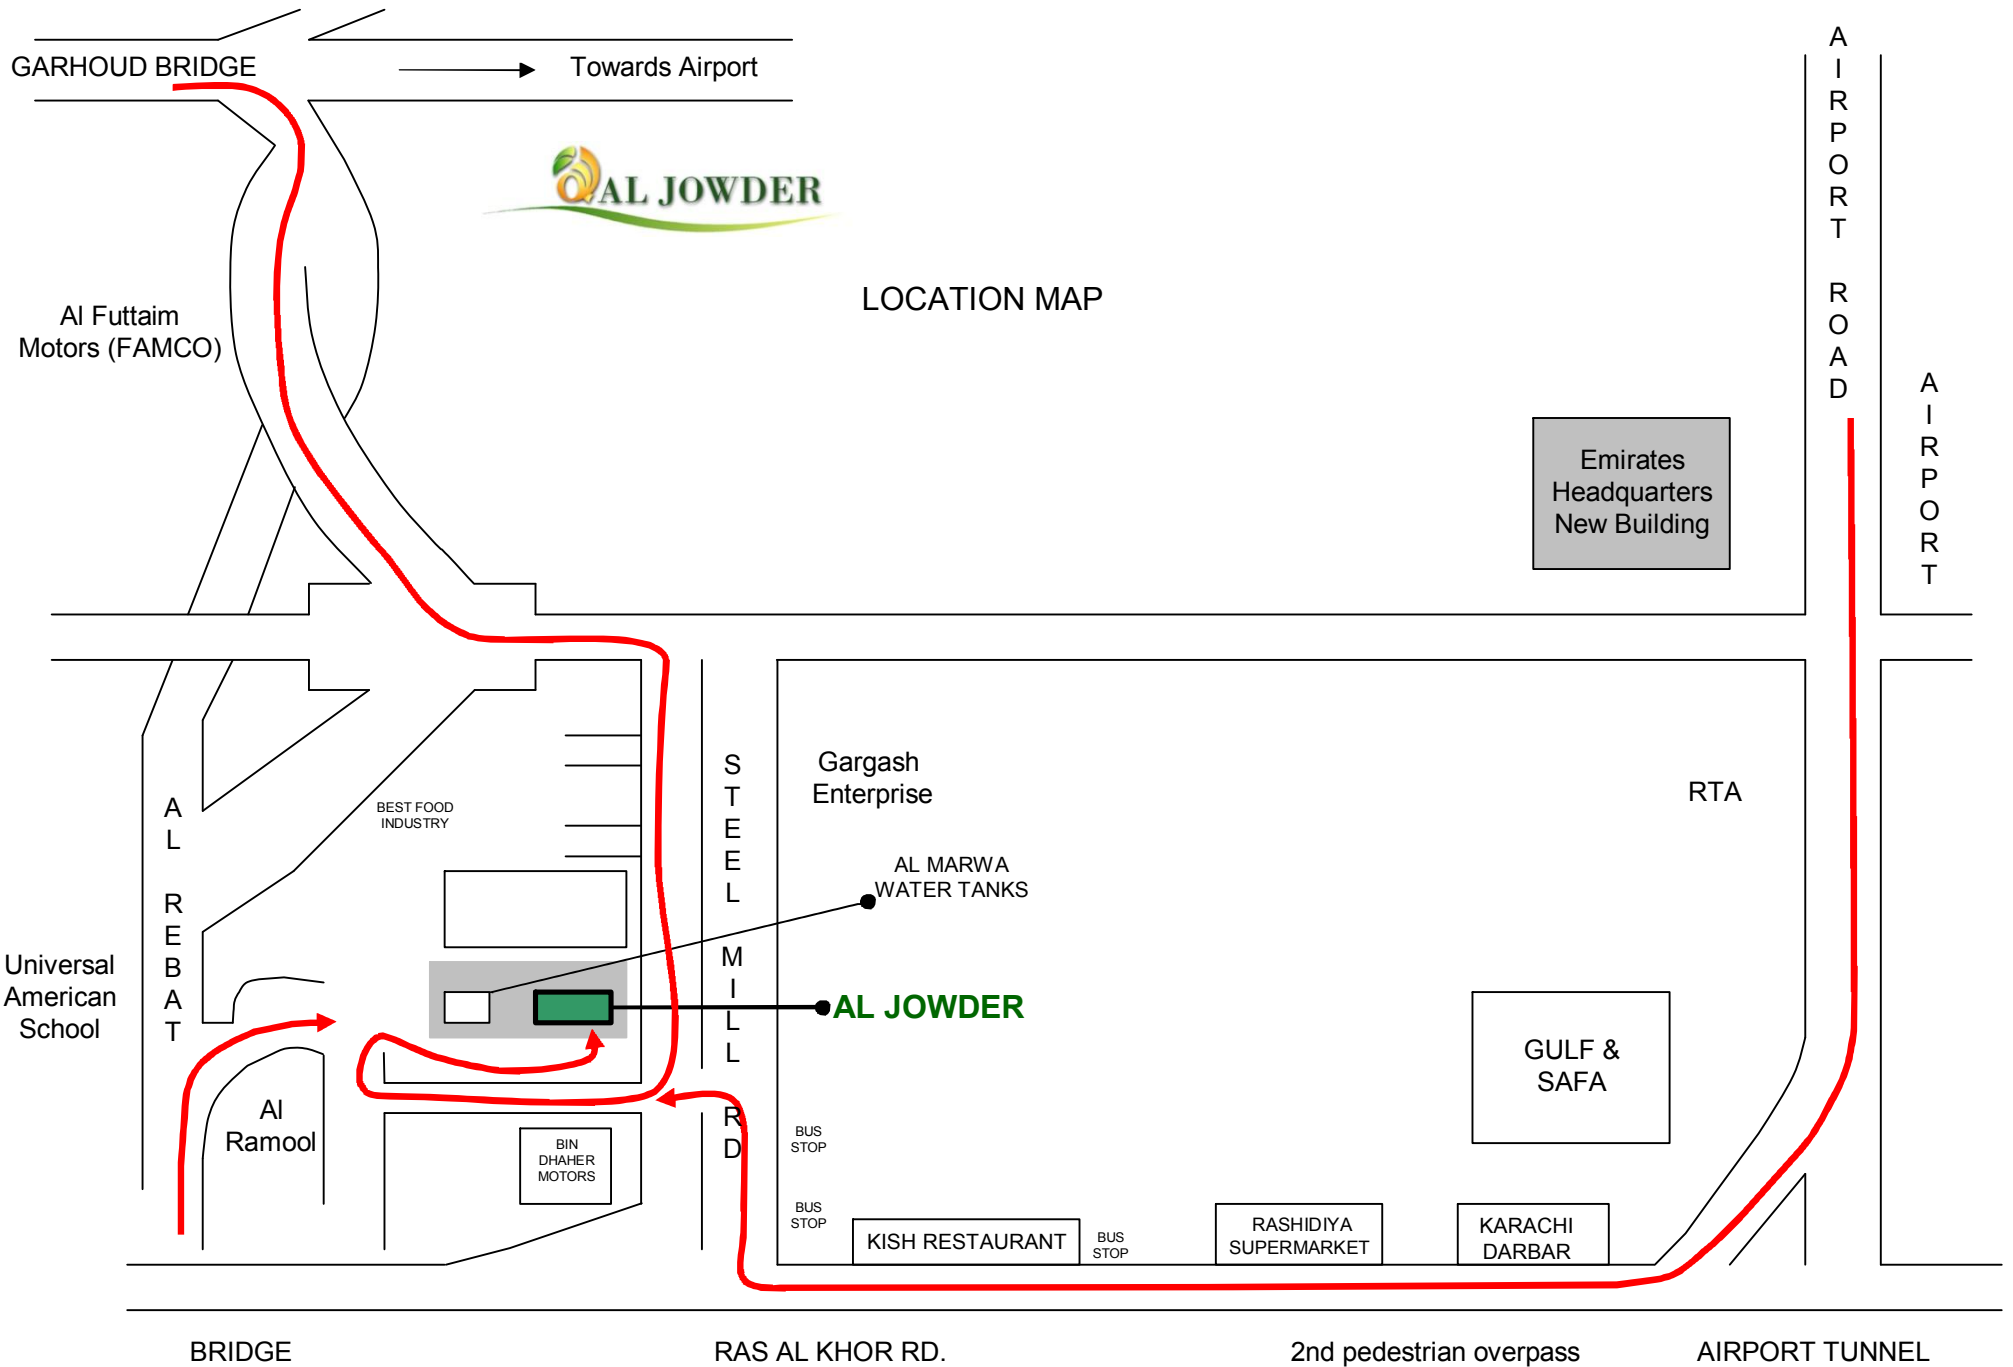 GARHOUD BRIDGE
Towards Airport
AL JOWDER
LOCATION MAP
AIRPORT ROAD
AIRPORT
Al Futtaim
Motors (FAMCO)
Emirates
Headquarters
New Building
STEEL MILL RD
Gargash
Enterprise
RTA
AL REBAT
BEST FOOD
INDUSTRY
AL MARWA
WATER TANKS
Universal
American
School
AL JOWDER
GULF &
SAFA
Al
Ramool
BIN
DHAHER
MOTORS
BUS
STOP
BUS
STOP
KISH RESTAURANT
BUS
STOP
RASHIDIYA
SUPERMARKET
KARACHI
DARBAR
BRIDGE
RAS AL KHOR RD.
2nd pedestrian overpass
AIRPORT TUNNEL